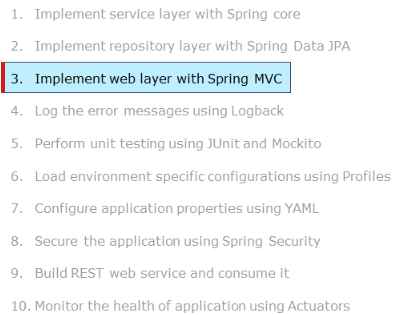 1. Implement service layer with Spring core
2. Implement repository layer with Spring Data JPA
3. Implement web layer with Spring MVC
4. Log the error messages using Logback
5. Perform unit testing using JUnit and Mockito
6. Load environment specific configurations using Profiles
7. Configure application properties using YAML
8. Secure the application using Spring Security
9. Build REST web service and consume it
10. Monitor the health of application using Actuators